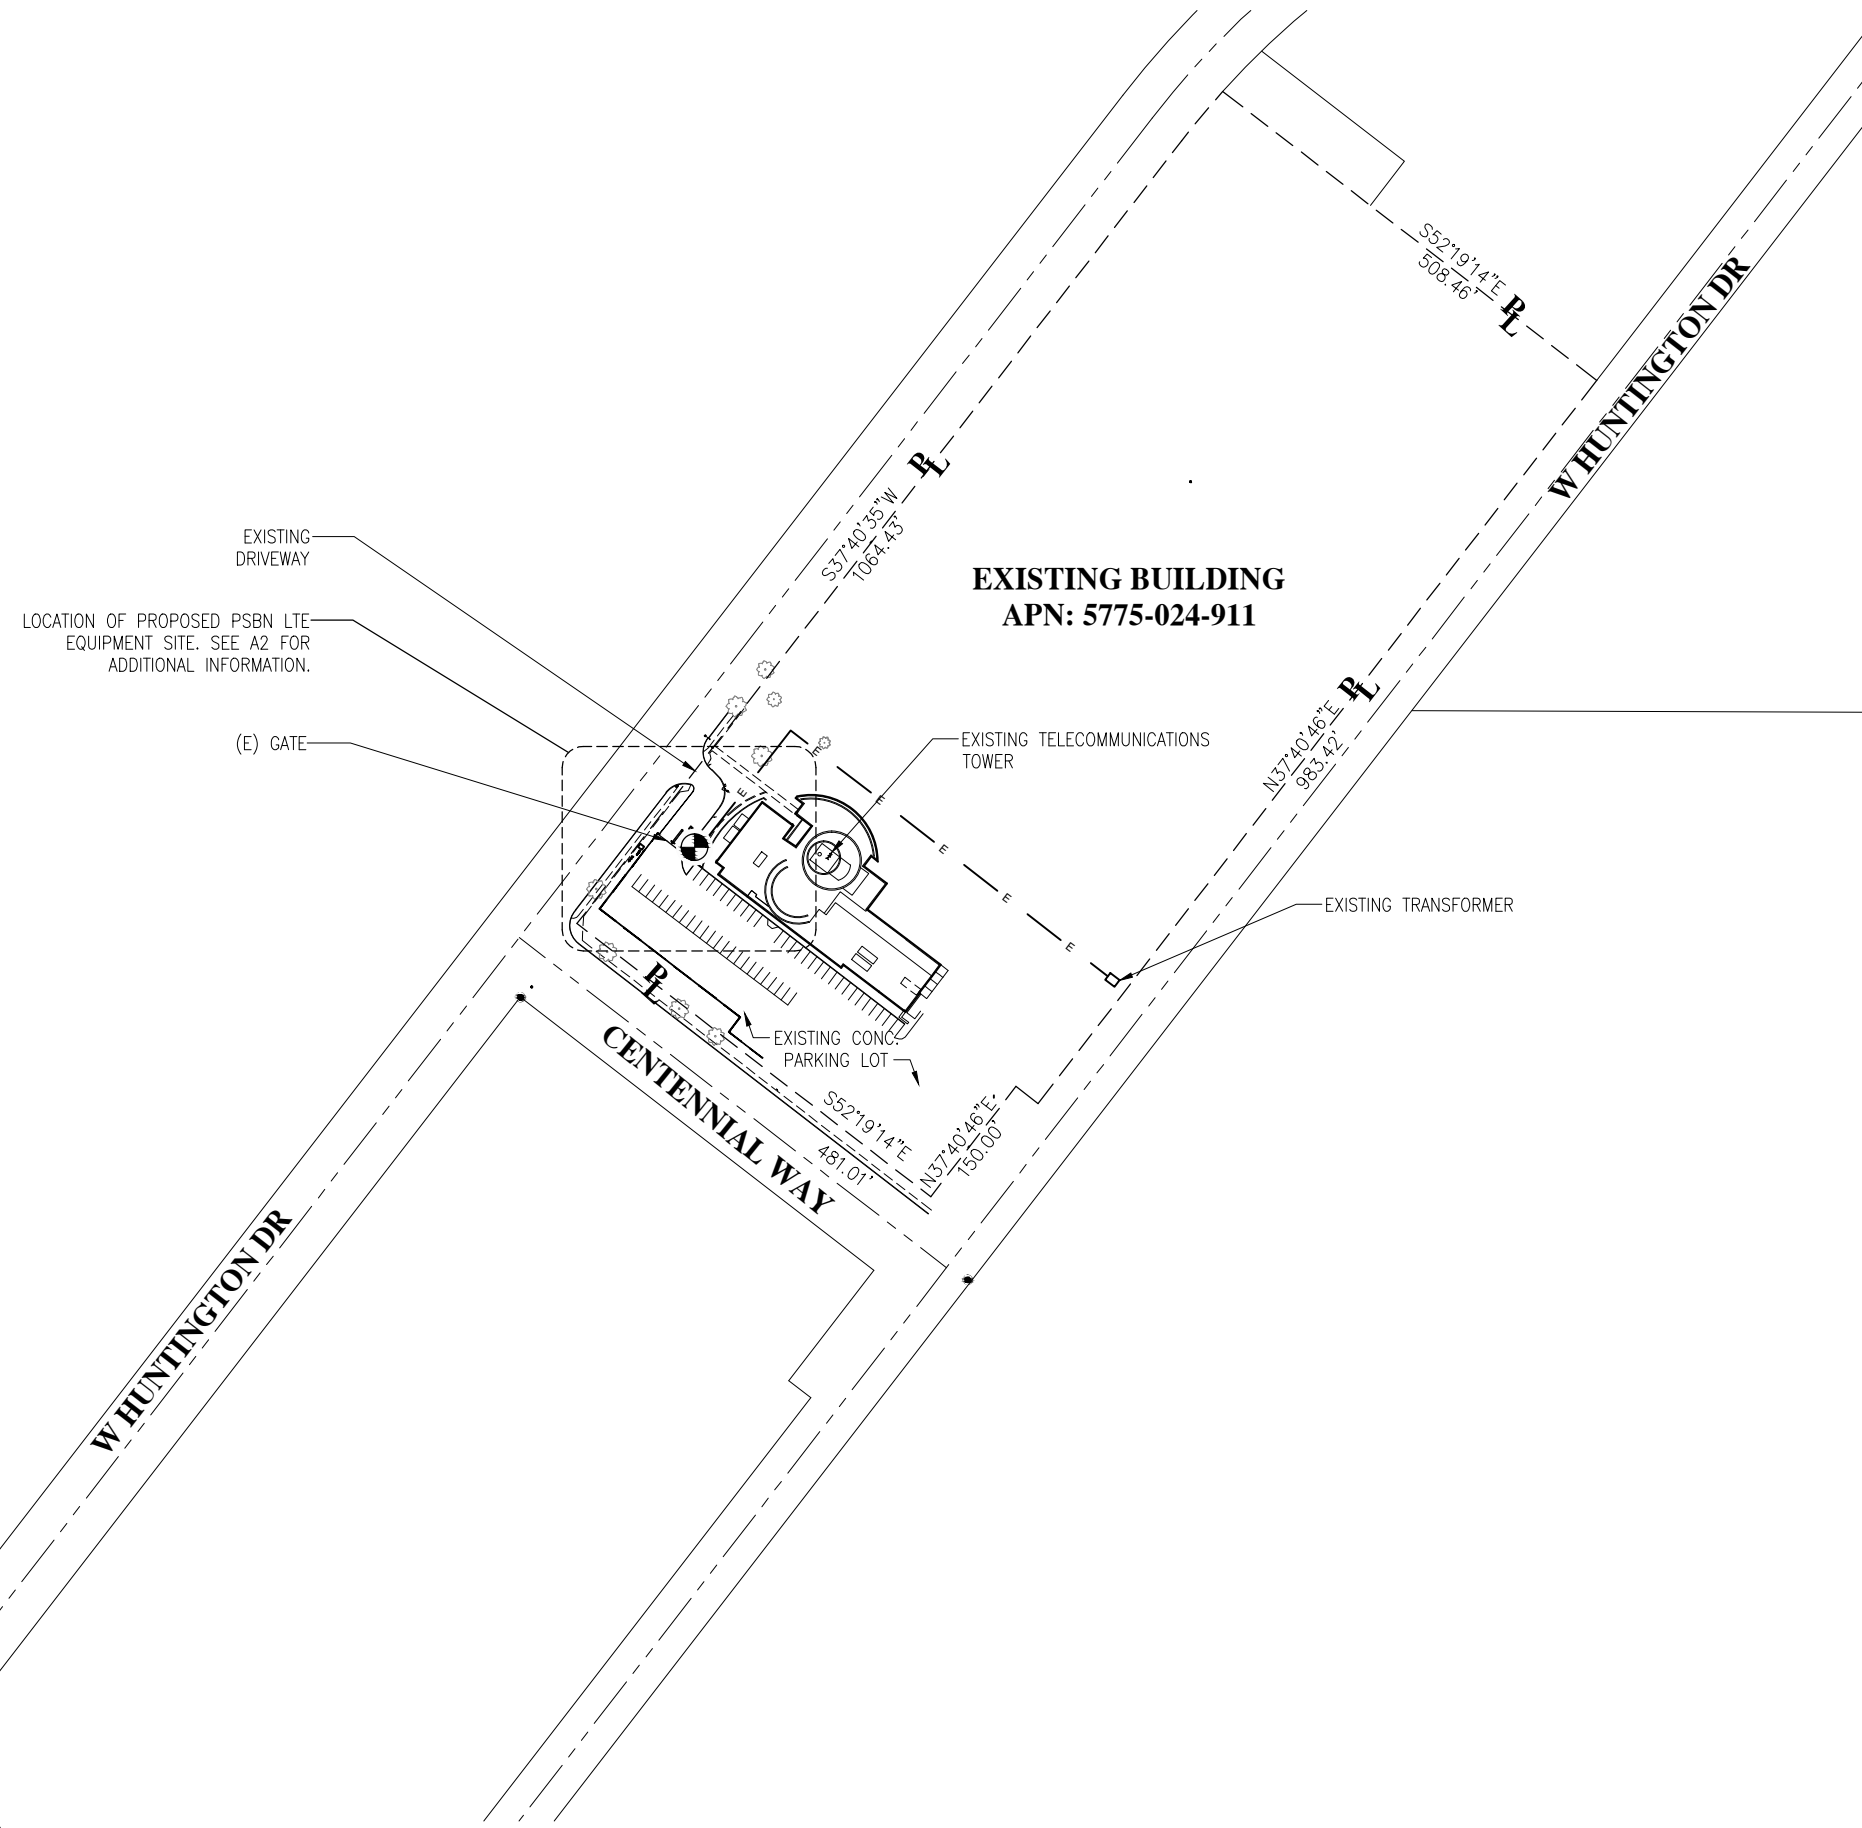 S52°19'14"E
508.46'
PL
W HUNTINGTON DR
PL
S37°40'35"W
1064.43'
EXISTING
DRIVEWAY
EXISTING BUILDING
APN: 5775-024-911
LOCATION OF PROPOSED PSBN LTE
EQUIPMENT SITE. SEE A2 FOR
ADDITIONAL INFORMATION.
PL
N37°40'46"E
983.42'
(E) GATE
EXISTING TELECOMMUNICATIONS
TOWER
E
E
E
E
E
E
EXISTING TRANSFORMER
PL
EXISTING CONC.
PARKING LOT
CENTENNIAL WAY
S52°19'14"E
481.01'
N37°40'46"E
150.00'
W HUNTINGTON DR